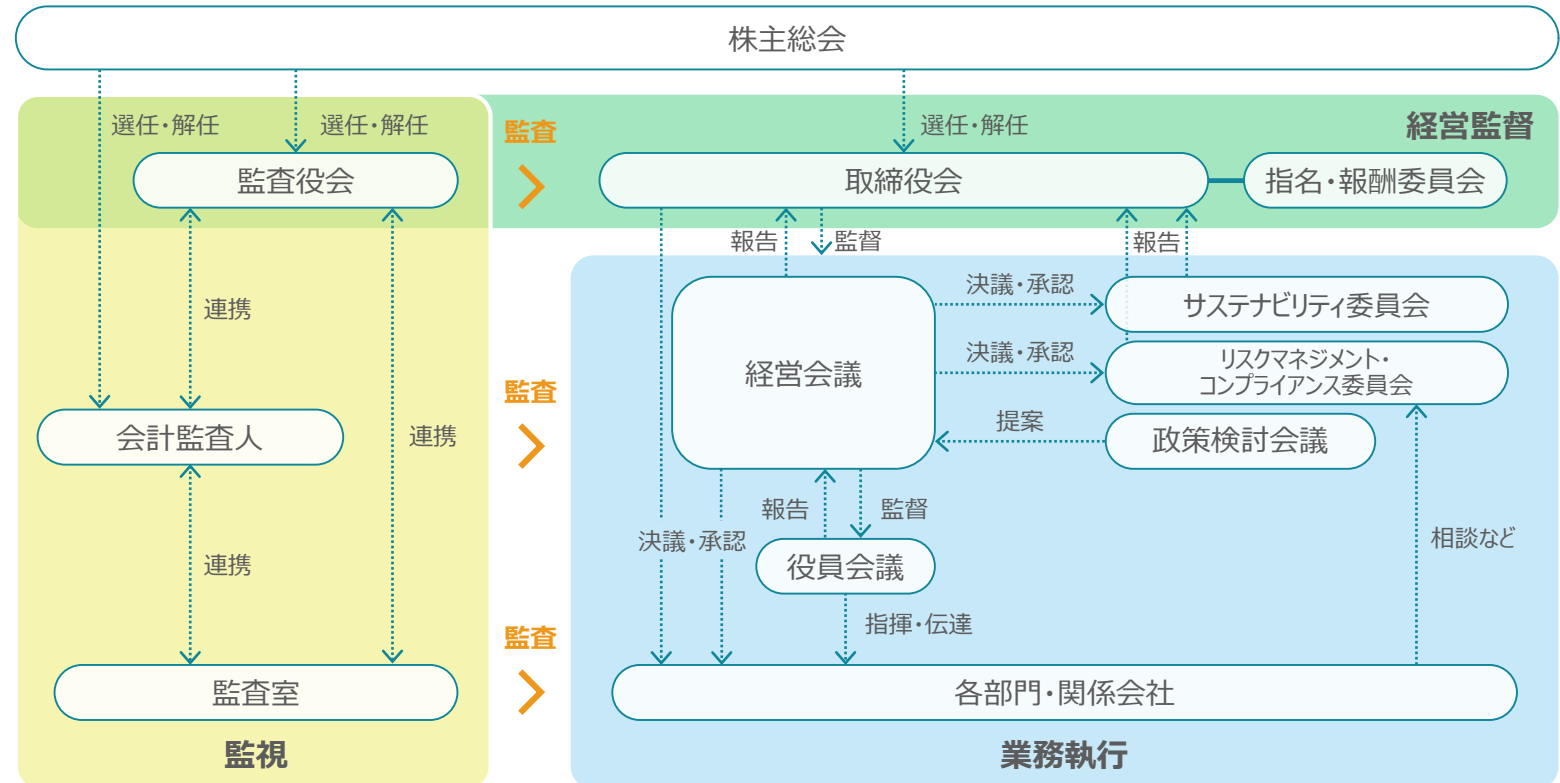 株主総会
選任・解任
選任・解任
監査
選任・解任
経営監督
監査役会
取締役会
指名・報酬委員会
報告
監督
報告
連携
決議・承認
サステナビリティ委員会
経営会議
決議・承認
リスクマネジメント・
コンプライアンス委員会
監査
会計監査人
連携
提案
政策検討会議
報告
監督
決議・承認
相談など
連携
役員会議
指揮・伝達
監査
監査室
各部門・関係会社
監視
業務執行